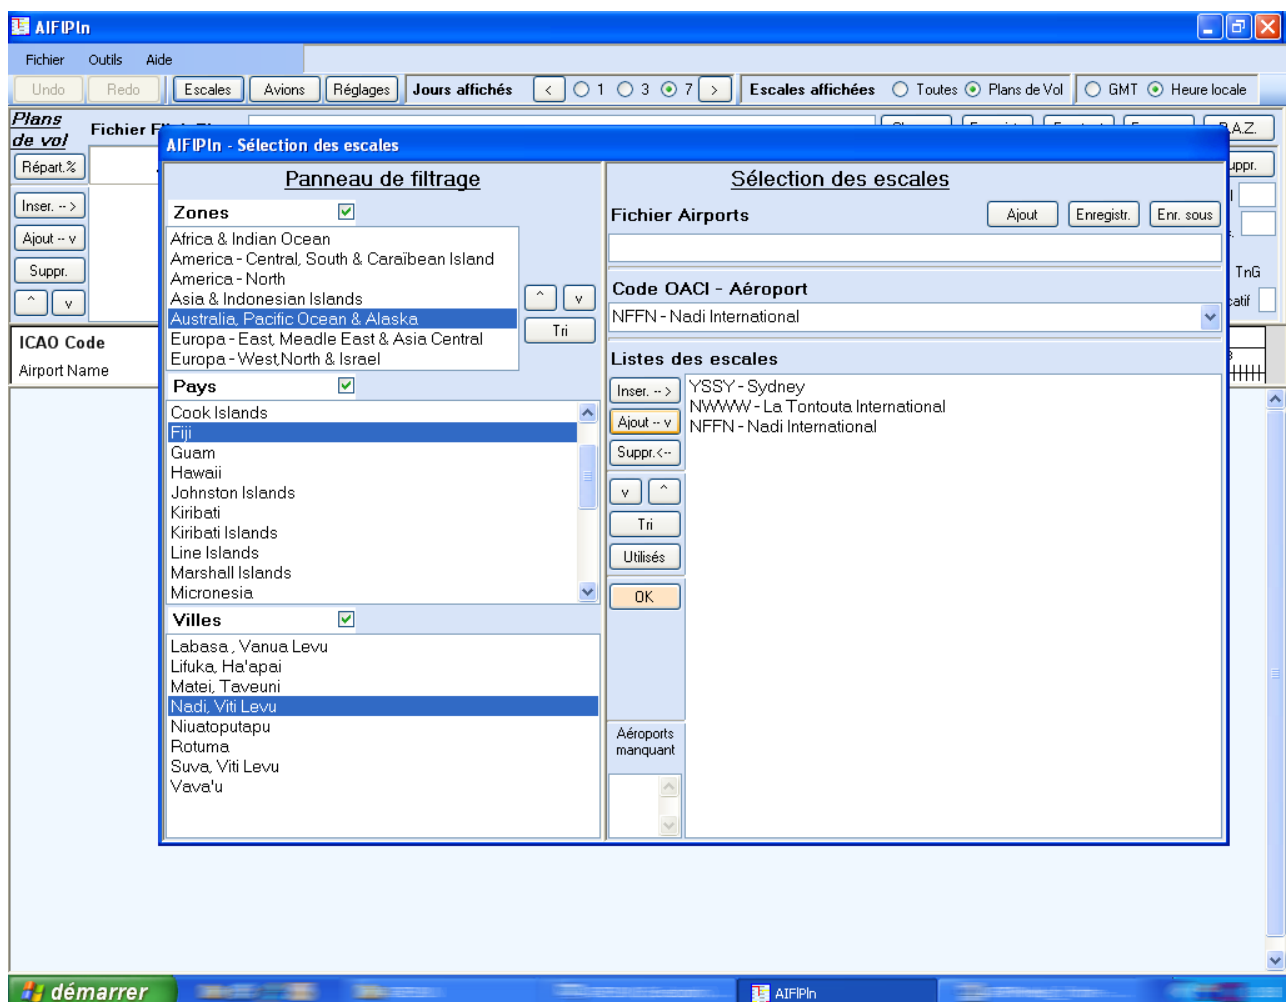 AIFIPln
Fichier Outils Aide
Undo Redo Escales Avions Réglages Jours affichés < 1 3 7 > Escales affichées Toutes Plans de Vol GMT Heure locale
Plans
de vol
Fichier
R.A.Z.
Répart.%
Inser. -- >
Ajout -- v
Suppr.
^ v
TnG
ICAO Code
Airport Name
AIFIPln - Sélection des escales
Panneau de filtrage
Zones
Africa & Indian Ocean
America - Central, South & Caraïbean Island
America - North
Asia & Indonesian Islands
Australia, Pacific Ocean & Alaska
Europa - East, Meadle East & Asia Central
Europa - West,North & Israel
^ v
Tri
Pays
Cook Islands
Fiji
Guam
Hawaii
Johnston Islands
Kiribati
Kiribati Islands
Line Islands
Marshall Islands
Micronesia
Villes
Labasa , Vanua Levu
Lifuka, Ha'apai
Matei, Taveuni
Nadi, Viti Levu
Niuatoputapu
Rotuma
Suva, Viti Levu
Vava'u
Sélection des escales
Fichier Airports Ajout Enregistr. Enr. sous
Code OACI - Aéroport
NFFN - Nadi International
Listes des escales
Inser. -- >
Ajout -- v
Suppr.<--
v ^
Tri
Utilisés
OK
Aéroports
manquant
YSSY - Sydney
NWWW - La Tontouta International
NFFN - Nadi International
démarrer AIFIPln